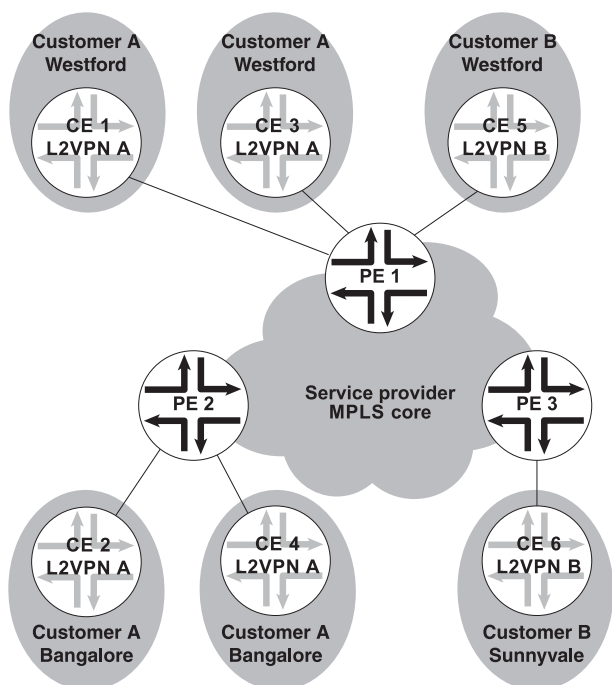 Customer A
Westford
CE 1
L2VPN A
Customer A
Westford
CE 3
L2VPN A
Customer B
Westford
CE 5
L2VPN B
PE 1
PE 2
Service provider
MPLS core
PE 3
CE 2
L2VPN A
Customer A
Bangalore
CE 4
L2VPN A
Customer A
Bangalore
CE 6
L2VPN B
Customer B
Sunnyvale